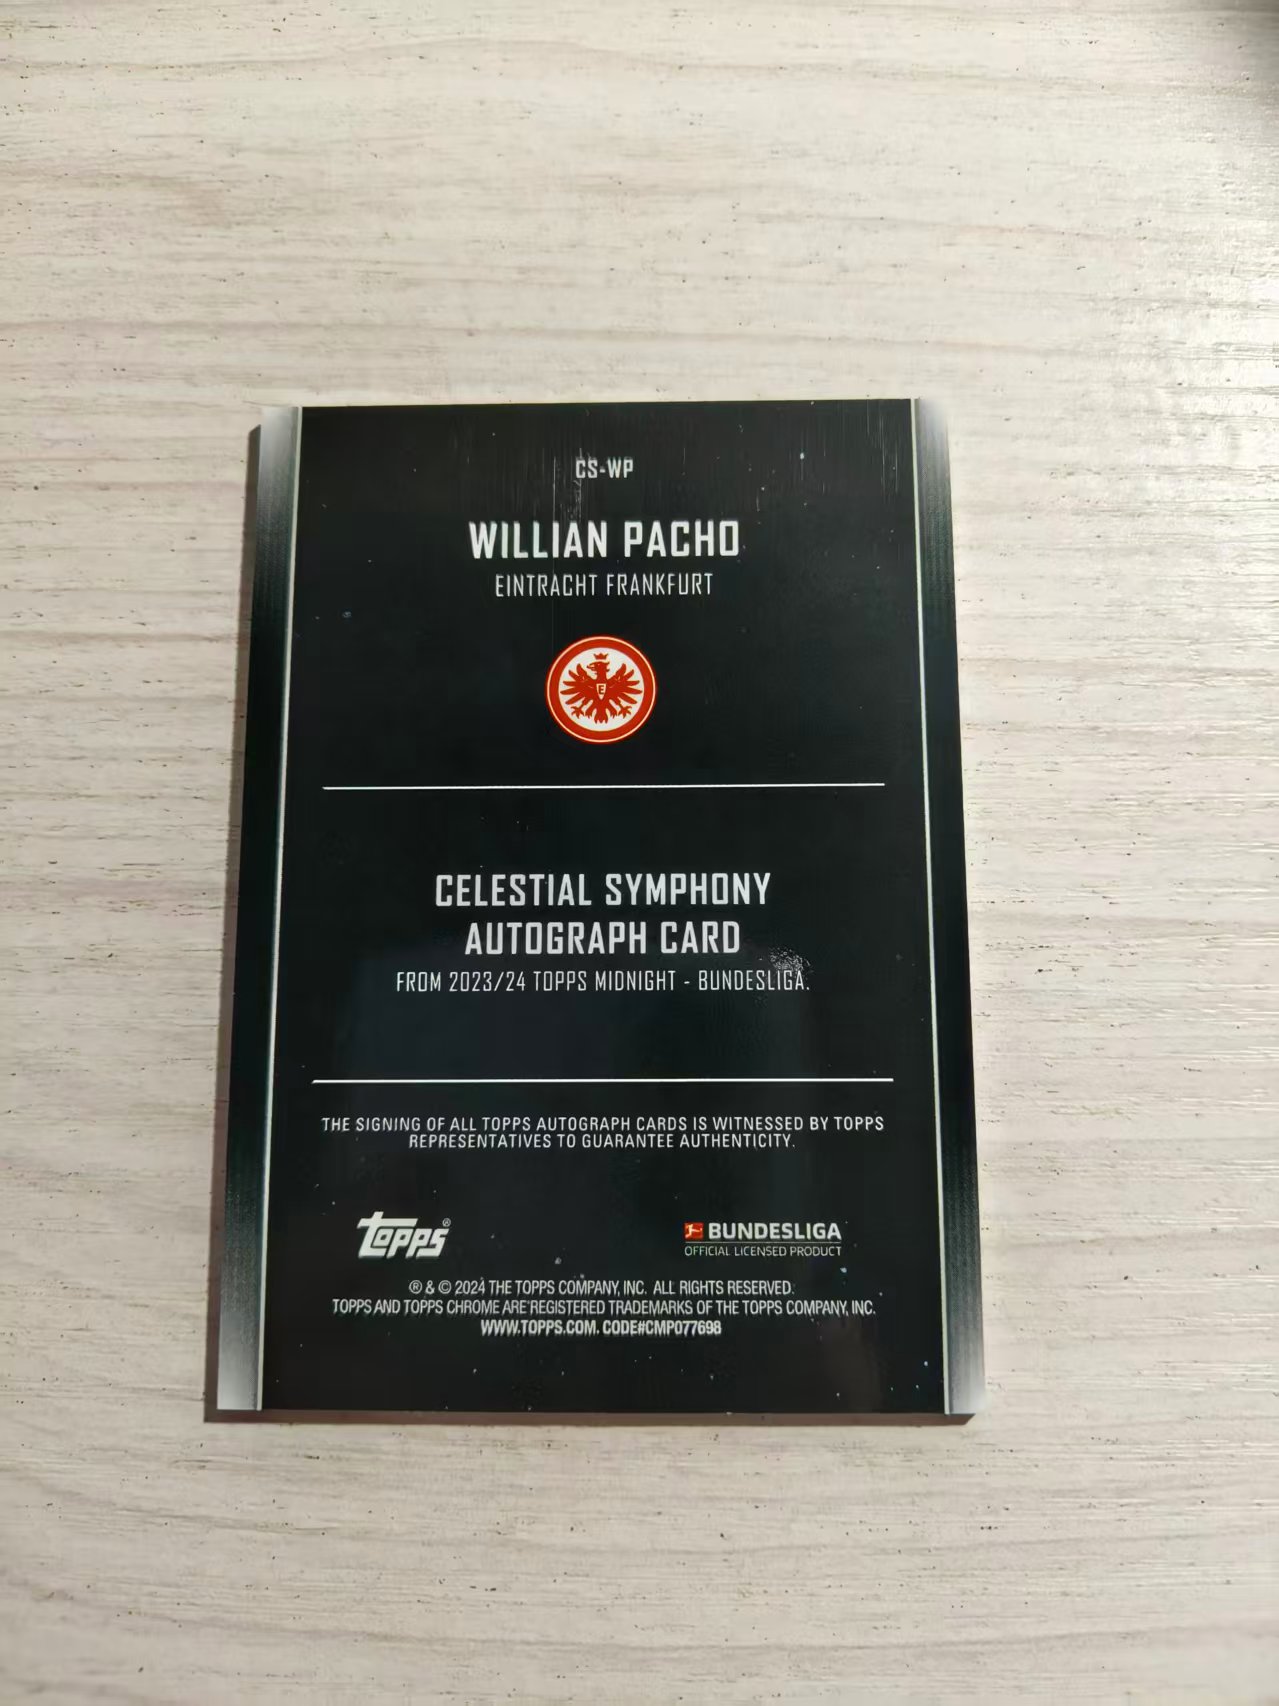 CS-WP
WILLIAN PACHO
EINTRACHT FRANKFURT
E
CELESTIAL SYMPHONY
AUTOGRAPH CARD
FROM 2023/24 TOPPS MIDNIGHT - BUNDESLIGA.
THE SIGNING OF ALL TOPPS AUTOGRAPH CARDS IS WITNESSED BY TOPPS
REPRESENTATIVES TO GUARANTEE AUTHENTICITY.
Topps®
BUNDESLIGA
OFFICIAL LICENSED PRODUCT
® & © 2024 THE TOPPS COMPANY, INC. ALL RIGHTS RESERVED.
TOPPS AND TOPPS CHROME ARE REGISTERED TRADEMARKS OF THE TOPPS COMPANY, INC.
WWW.TOPPS.COM. CODE#CMP077698